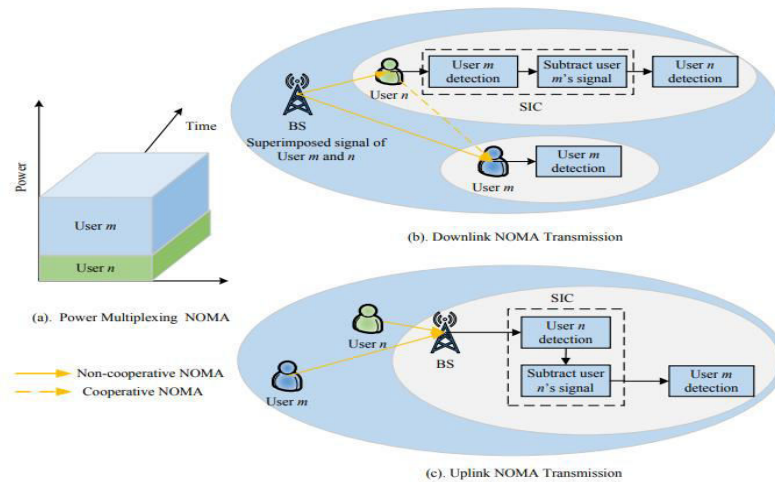 Power
Time
User m
User n
(a). Power Multiplexing NOMA
Non-cooperative NOMA
Cooperative NOMA
BS
Superimposed signal of
User m and n
User n
User m
detection
Subtract user
m's signal
SIC
User n
detection
User m
User m
detection
(b). Downlink NOMA Transmission
User n
User m
BS
SIC
User n
detection
Subtract user
n's signal
User m
detection
(c). Uplink NOMA Transmission